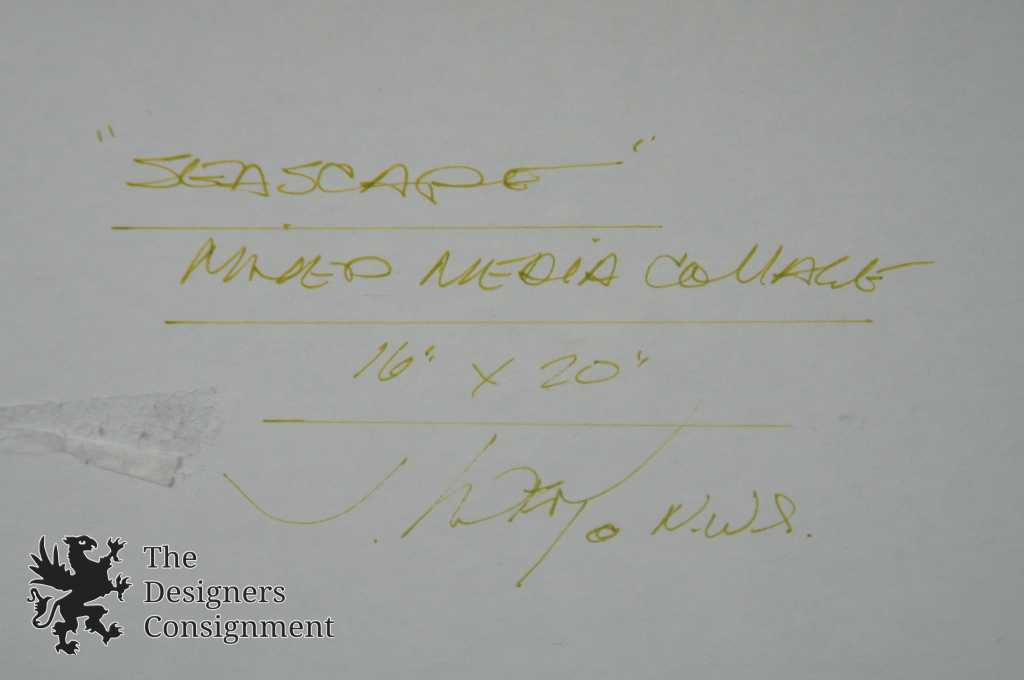 "SEASCAPE"
MIXED MEDIA COLLAGE
16" X 20"
N.W.S.
The
Designers
Consignment